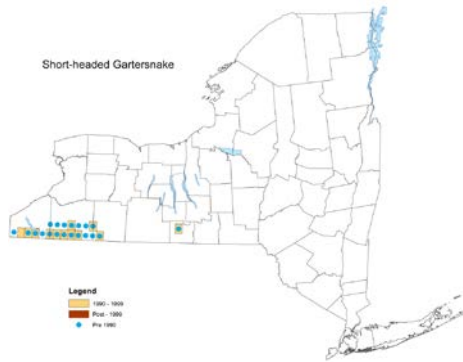 Short-headed Gartersnake
Legend
1990 - 1999
Post - 1999
Pre 1990